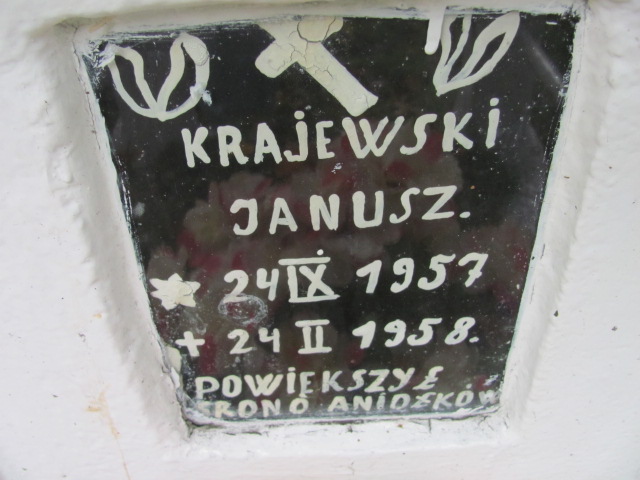 KRAJEWSKI
JANUSZ.
24 IX 1957
+ 24 II 1958.
POWIĘKSZYŁ
GRONO ANIOŁKÓW